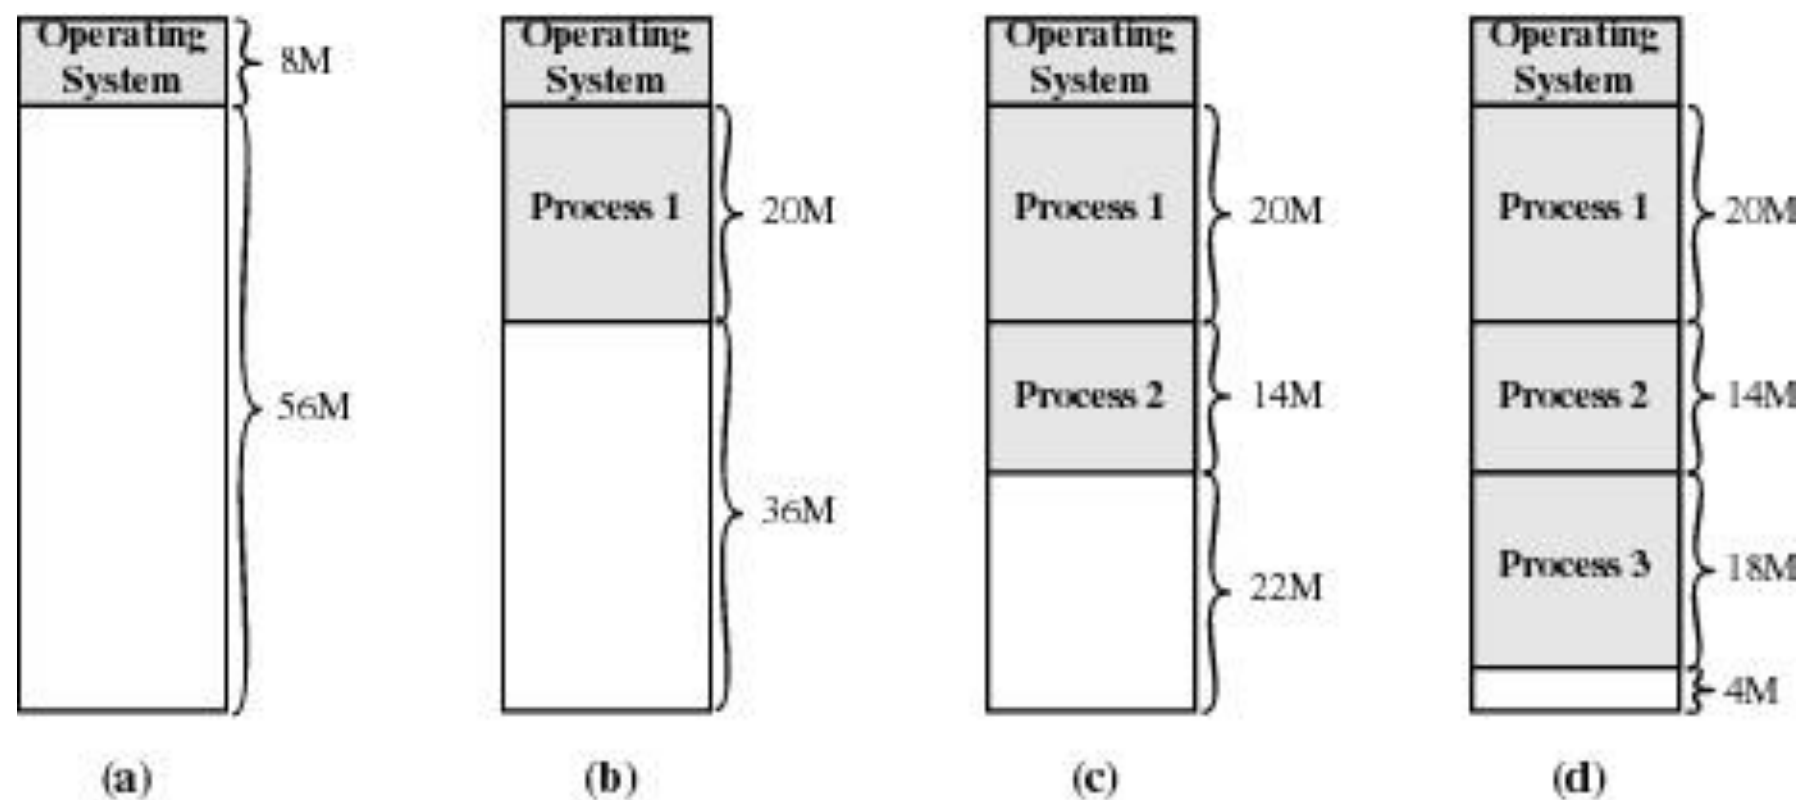 Operating
System
8M
56M
(a)
Operating
System
Process 1
20M
36M
(b)
Operating
System
Process 1
20M
Process 2
14M
22M
(c)
Operating
System
Process 1
20M
Process 2
14M
Process 3
18M
4M
(d)